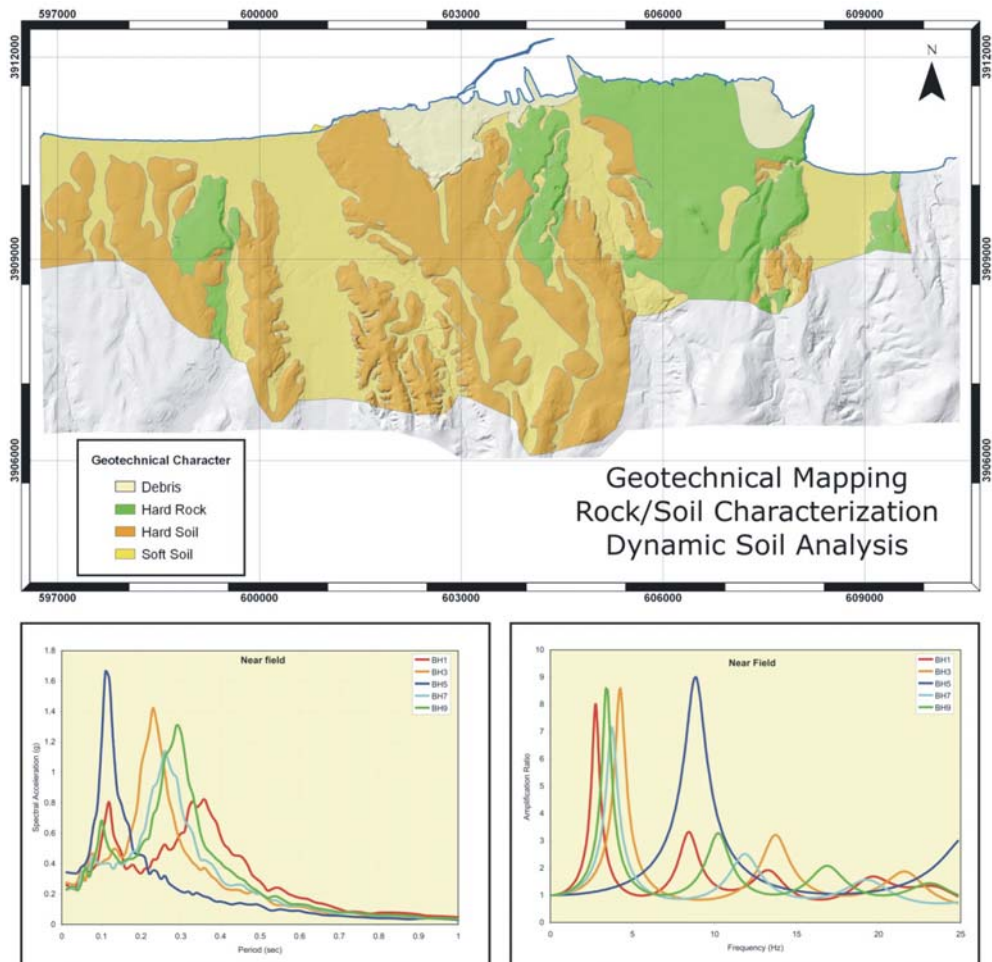 597000 600000 603000 606000 609000
3912000
3912000
N
3909000
3909000
3906000
3906000
Geotechnical Character
Debris
Hard Rock
Hard Soil
Soft Soil
Geotechnical Mapping
Rock/Soil Characterization
Dynamic Soil Analysis
597000 600000 603000 606000 609000
Near field
Spectral Acceleration (g)
1.8
1.6
1.4
1.2
1
0.8
0.6
0.4
0.2
0
BH1
BH3
BH5
BH7
BH9
0 0.1 0.2 0.3 0.4 0.5 0.6 0.7 0.8 0.9 1
Period (sec)
Near Field
Amplification Ratio
10
9
8
7
6
5
4
3
2
1
0
BH1
BH3
BH5
BH7
BH9
0 5 10 15 20 25
Frequency (Hz)